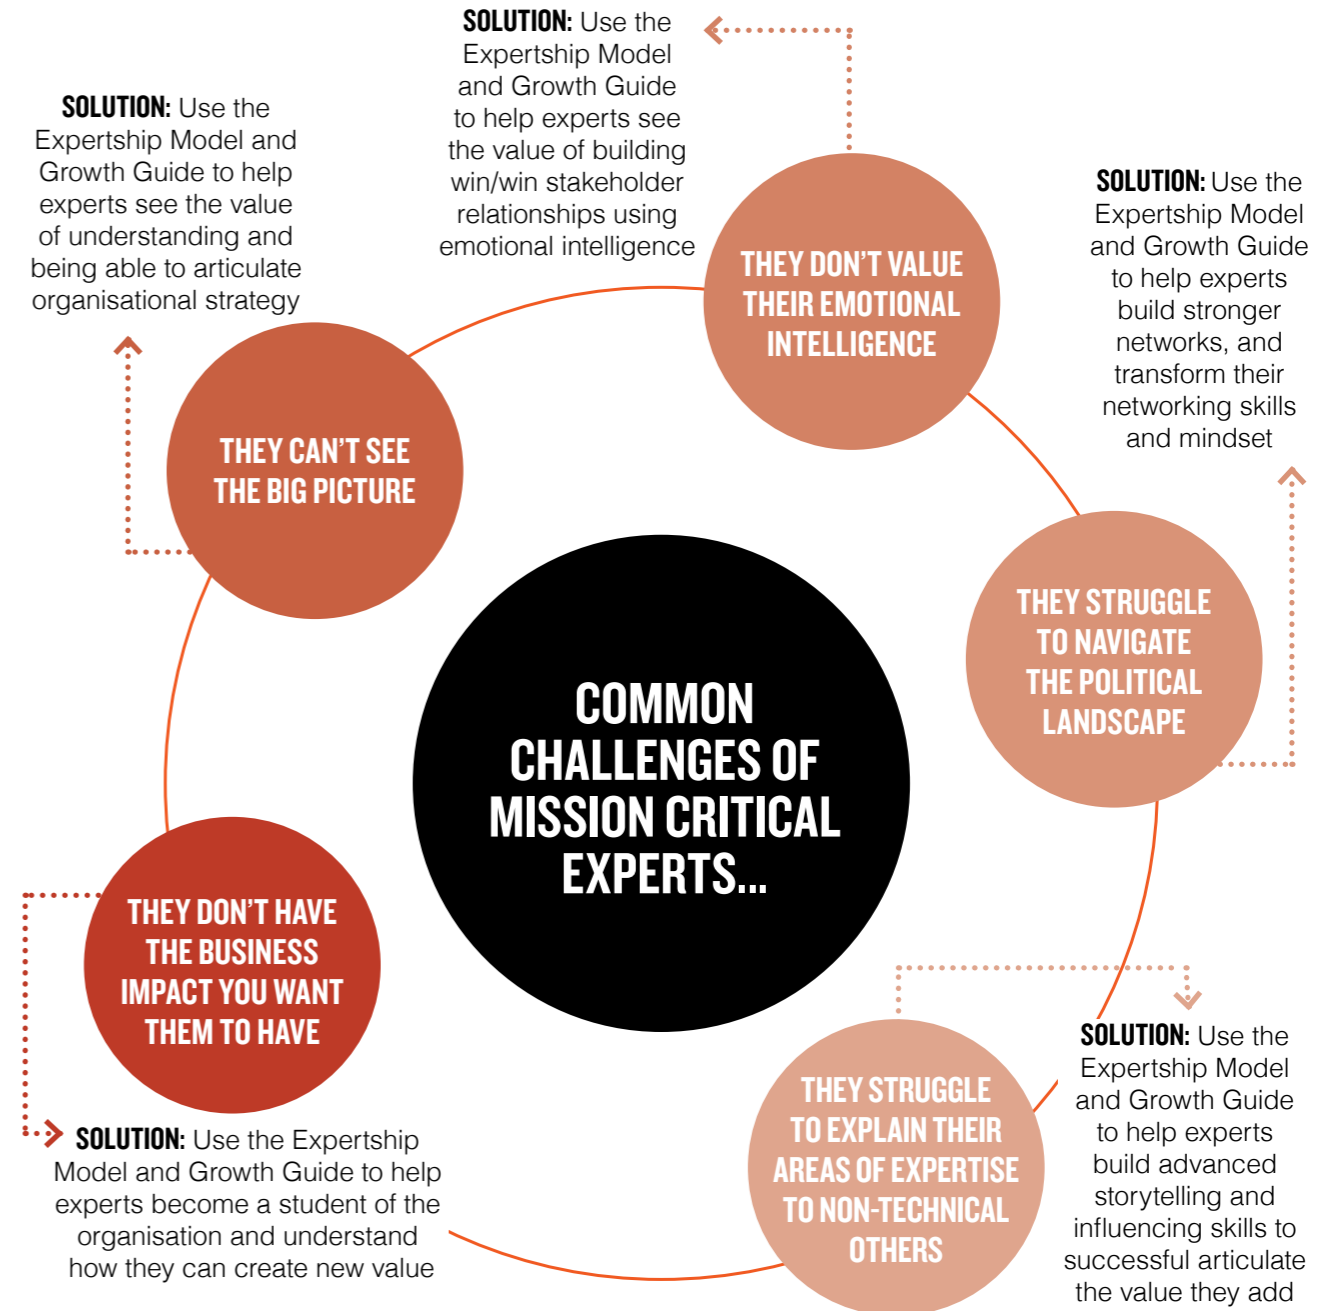 SOLUTION: Use the
Expertship Model
and Growth Guide
to help experts see
the value of building
win/win stakeholder
relationships using
emotional intelligence
SOLUTION: Use the
Expertship Model and
Growth Guide to help
experts see the value
of understanding and
being able to articulate
organisational strategy
SOLUTION: Use the
Expertship Model
and Growth Guide
to help experts
build stronger
networks, and
transform their
networking skills
and mindset
THEY DON'T VALUE
THEIR EMOTIONAL
INTELLIGENCE
THEY CAN'T SEE
THE BIG PICTURE
THEY STRUGGLE
TO NAVIGATE
THE POLITICAL
LANDSCAPE
COMMON
CHALLENGES OF
MISSION CRITICAL
EXPERTS...
THEY DON'T HAVE
THE BUSINESS
IMPACT YOU WANT
THEM TO HAVE
SOLUTION: Use the Expertship
Model and Growth Guide to help
experts become a student of the
organisation and understand
how they can create new value
THEY STRUGGLE
TO EXPLAIN THEIR
AREAS OF EXPERTISE
TO NON-TECHNICAL
OTHERS
SOLUTION: Use the
Expertship Model
and Growth Guide
to help experts
build advanced
storytelling and
influencing skills to
successful articulate
the value they add